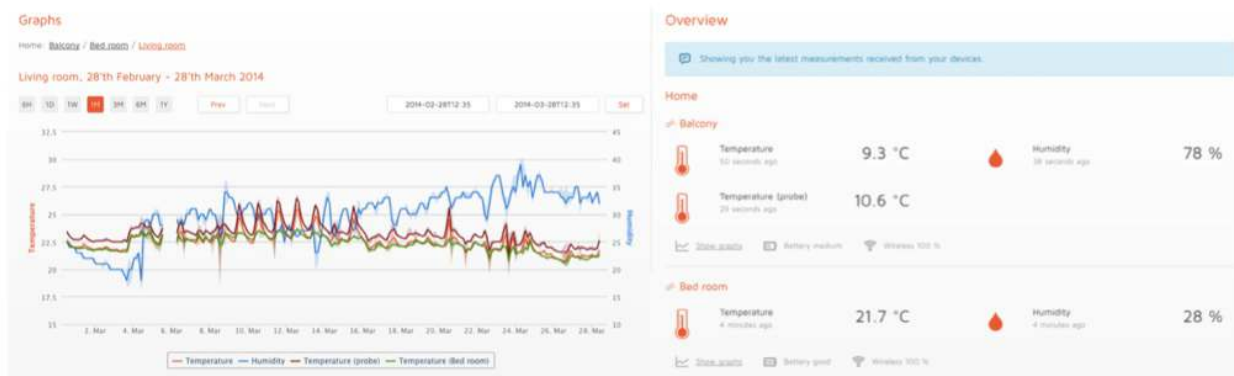 Graphs
Home: Balcony / Bed room / Living room
Living room, 28'th February - 28'th March 2014
6H 1D 1W 1M 3M 6M 1Y Prev Next 2014-02-28T12:35 2014-03-28T12:35 Set
32.5 45
30 40
27.5 35
25 30
22.5 25
20 20
17.5 15
15 10
Temperature
Humidity
2. Mar 4. Mar 6. Mar 8. Mar 10. Mar 12. Mar 14. Mar 16. Mar 18. Mar 20. Mar 22. Mar 24. Mar 26. Mar 28. Mar
Temperature Humidity Temperature (probe) Temperature (Bed room)
Overview
Showing you the latest measurements received from your devices.
Home
Balcony
Temperature 9.3 °C Humidity 78 %
50 seconds ago 38 seconds ago
Temperature (probe) 10.6 °C
29 seconds ago
Show graphs Battery medium Wireless 100 %
Bed room
Temperature 21.7 °C Humidity 28 %
4 minutes ago 4 minutes ago
Show graphs Battery good Wireless 100 %